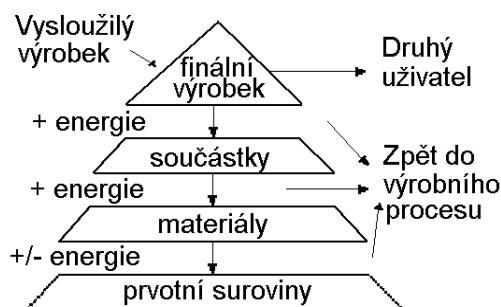 Vysloužilý
výrobek
finální
výrobek
Druhý
uživatel
+ energie
součástky
+ energie
Zpět do
výrobního
procesu
materiály
+/- energie
prvotní suroviny